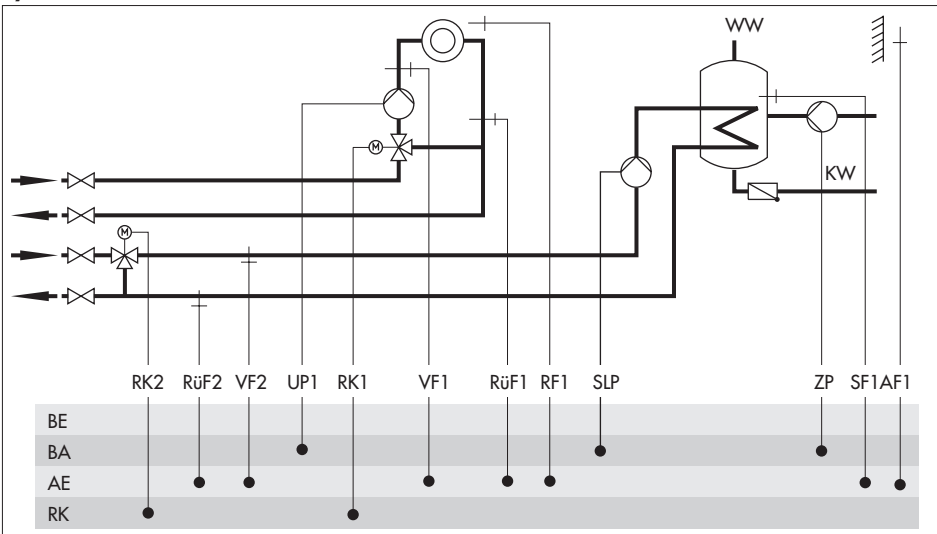 WW
M
KW
M
RK2 RüF2 VF2 UP1 RK1 VF1 RüF1 RF1 SLP ZP SF1 AF1
BE
BA
AE
RK